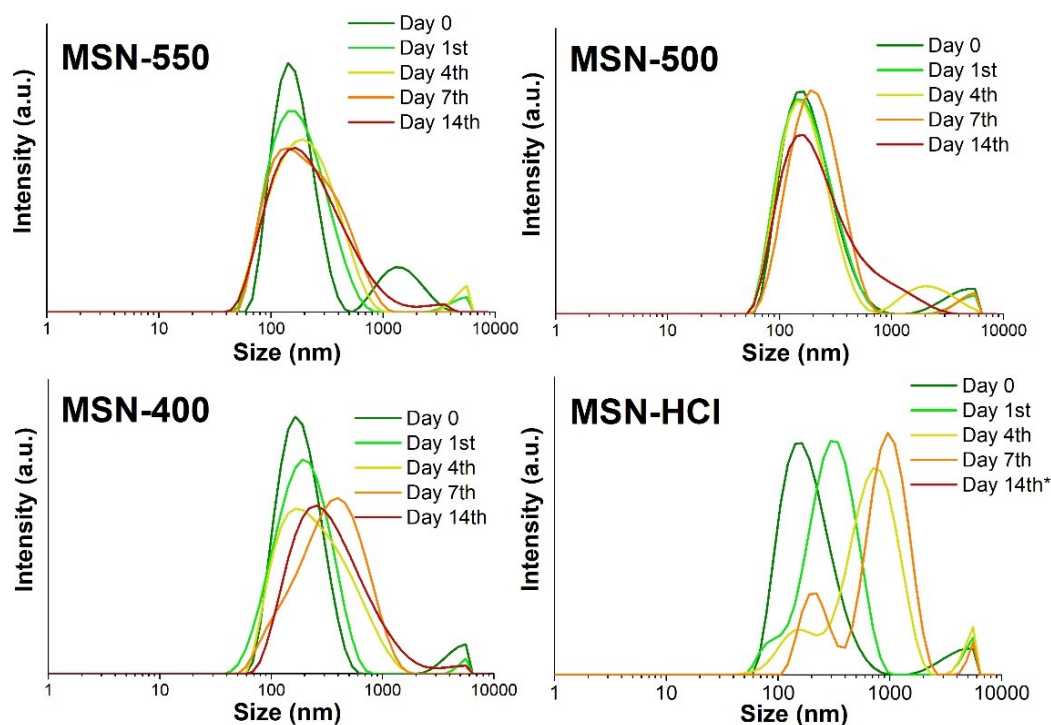 MSN-550
Day 0
Day 1st
Day 4th
Day 7th
Day 14th
Intensity (a.u.)
1 10 100 1000 10000
Size (nm)
MSN-500
Day 0
Day 1st
Day 4th
Day 7th
Day 14th
Intensity (a.u.)
1 10 100 1000 10000
Size (nm)
MSN-400
Day 0
Day 1st
Day 4th
Day 7th
Day 14th
Intensity (a.u.)
1 10 100 1000 10000
Size (nm)
MSN-HCl
Day 0
Day 1st
Day 4th
Day 7th
Day 14th*
Intensity (a.u.)
1 10 100 1000 10000
Size (nm)